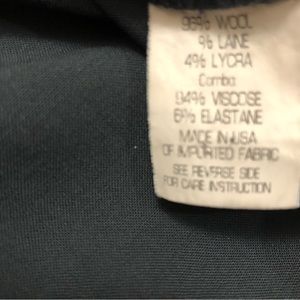 96% WOOL
% LAINE
4% LYCRA
Combo
94% VISCOSE
6% ELASTANE
MADE IN USA
OF IMPORTED FABRIC
SEE REVERSE SIDE
FOR CARE INSTRUCTION